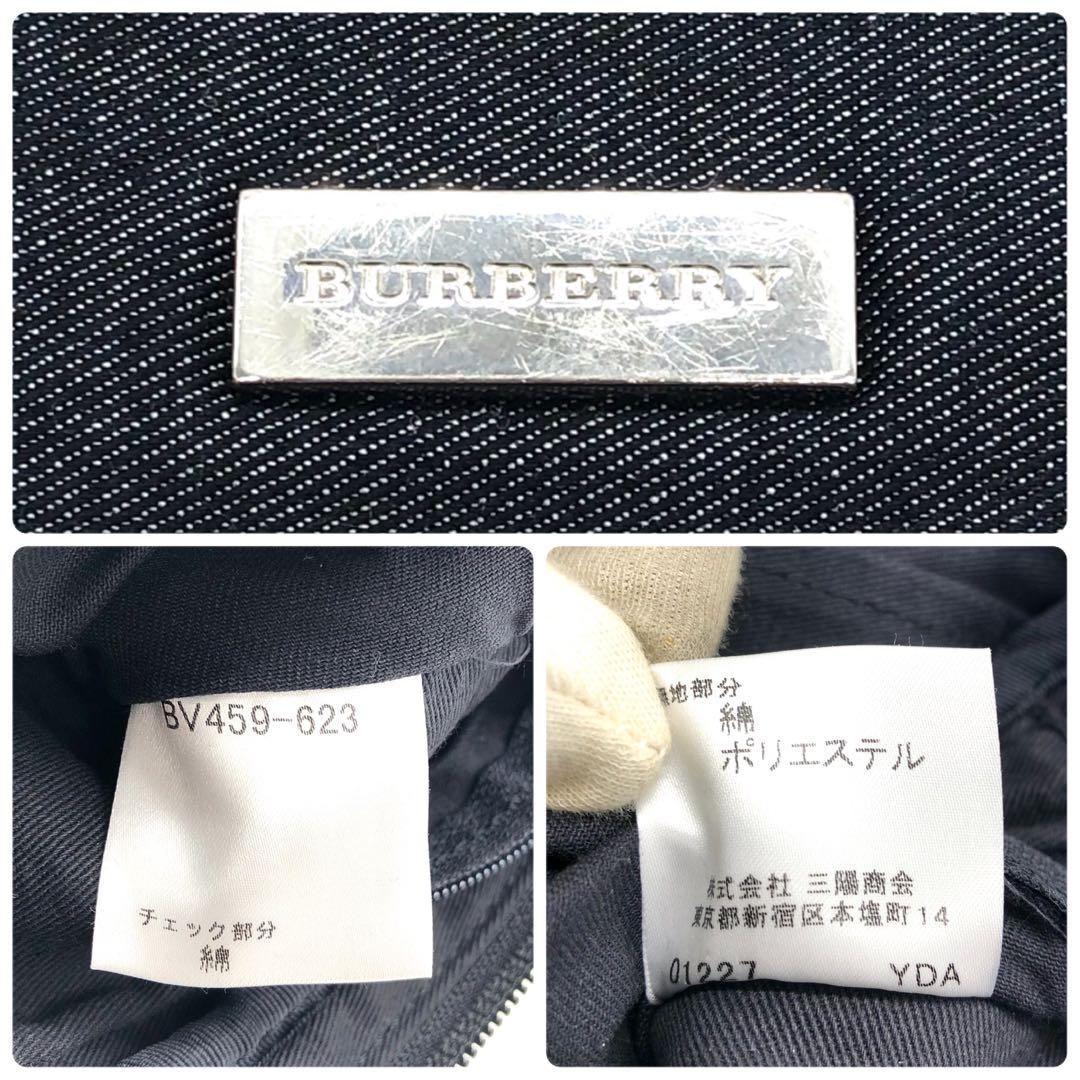 BURBERRY
BV459-623
チェック部分
綿
無地部分
綿
ポリエステル
株式会社 三陽商会
東京都新宿区本塩町14
01227 YDA